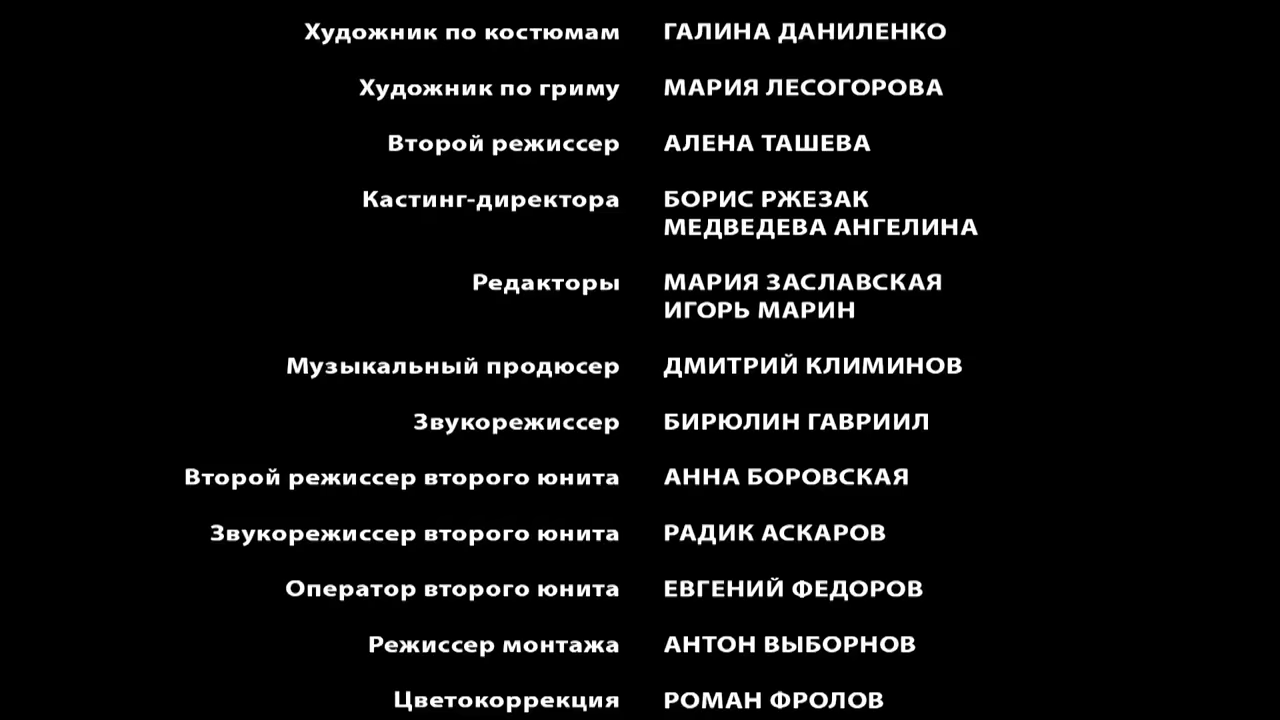 Художник по костюмам ГАЛИНА ДАНИЛЕНКО
Художник по гриму МАРИЯ ЛЕСОГОРОВА
Второй режиссер АЛЕНА ТАШЕВА
Кастинг-директора БОРИС РЖЕЗАК
МЕДВЕДЕВА АНГЕЛИНА
Редакторы МАРИЯ ЗАСЛАВСКАЯ
ИГОРЬ МАРИН
Музыкальный продюсер ДМИТРИЙ КЛИМИНОВ
Звукорежиссер БИРЮЛИН ГАВРИИЛ
Второй режиссер второго юнита АННА БОРОВСКАЯ
Звукорежиссер второго юнита РАДИК АСКАРОВ
Оператор второго юнита ЕВГЕНИЙ ФЕДОРОВ
Режиссер монтажа АНТОН ВЫБОРНОВ
Цветокоррекция РОМАН ФРОЛОВ